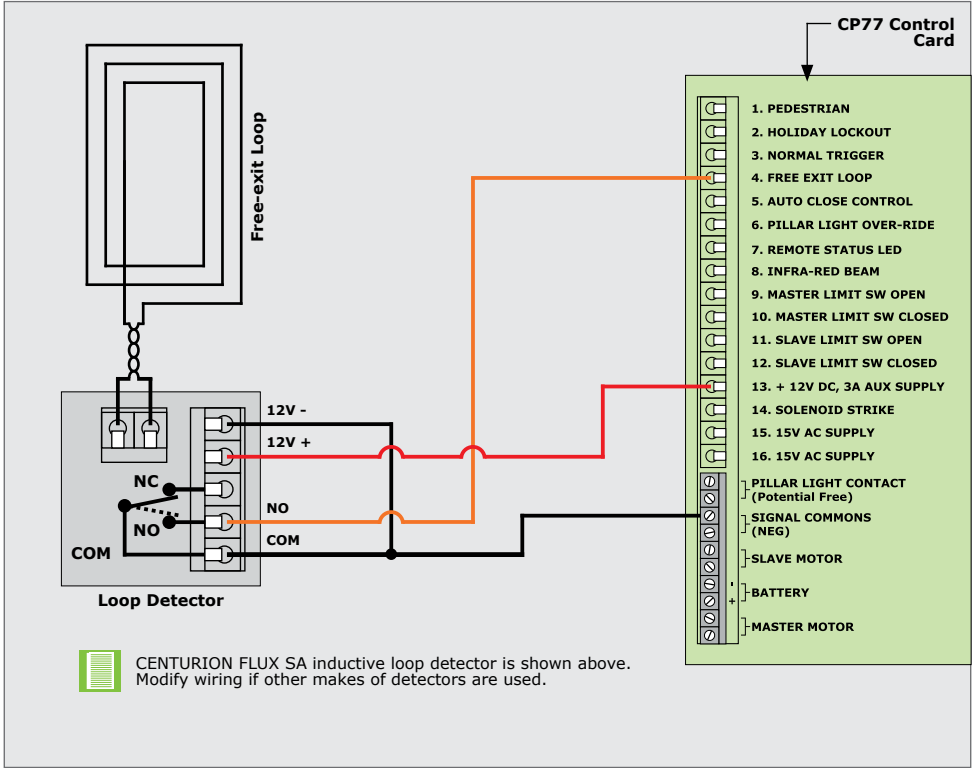 CP77 Control
Card
Free-exit Loop
1. PEDESTRIAN
2. HOLIDAY LOCKOUT
3. NORMAL TRIGGER
4. FREE EXIT LOOP
5. AUTO CLOSE CONTROL
6. PILLAR LIGHT OVER-RIDE
7. REMOTE STATUS LED
8. INFRA-RED BEAM
9. MASTER LIMIT SW OPEN
10. MASTER LIMIT SW CLOSED
11. SLAVE LIMIT SW OPEN
12. SLAVE LIMIT SW CLOSED
13. + 12V DC, 3A AUX SUPPLY
14. SOLENOID STRIKE
15. 15V AC SUPPLY
16. 15V AC SUPPLY
PILLAR LIGHT CONTACT
(Potential Free)
SIGNAL COMMONS
(NEG)
SLAVE MOTOR
-
BATTERY
+
MASTER MOTOR
12V -
12V +
NC
NO
NO
COM
COM
Loop Detector
CENTURION FLUX SA inductive loop detector is shown above.
Modify wiring if other makes of detectors are used.